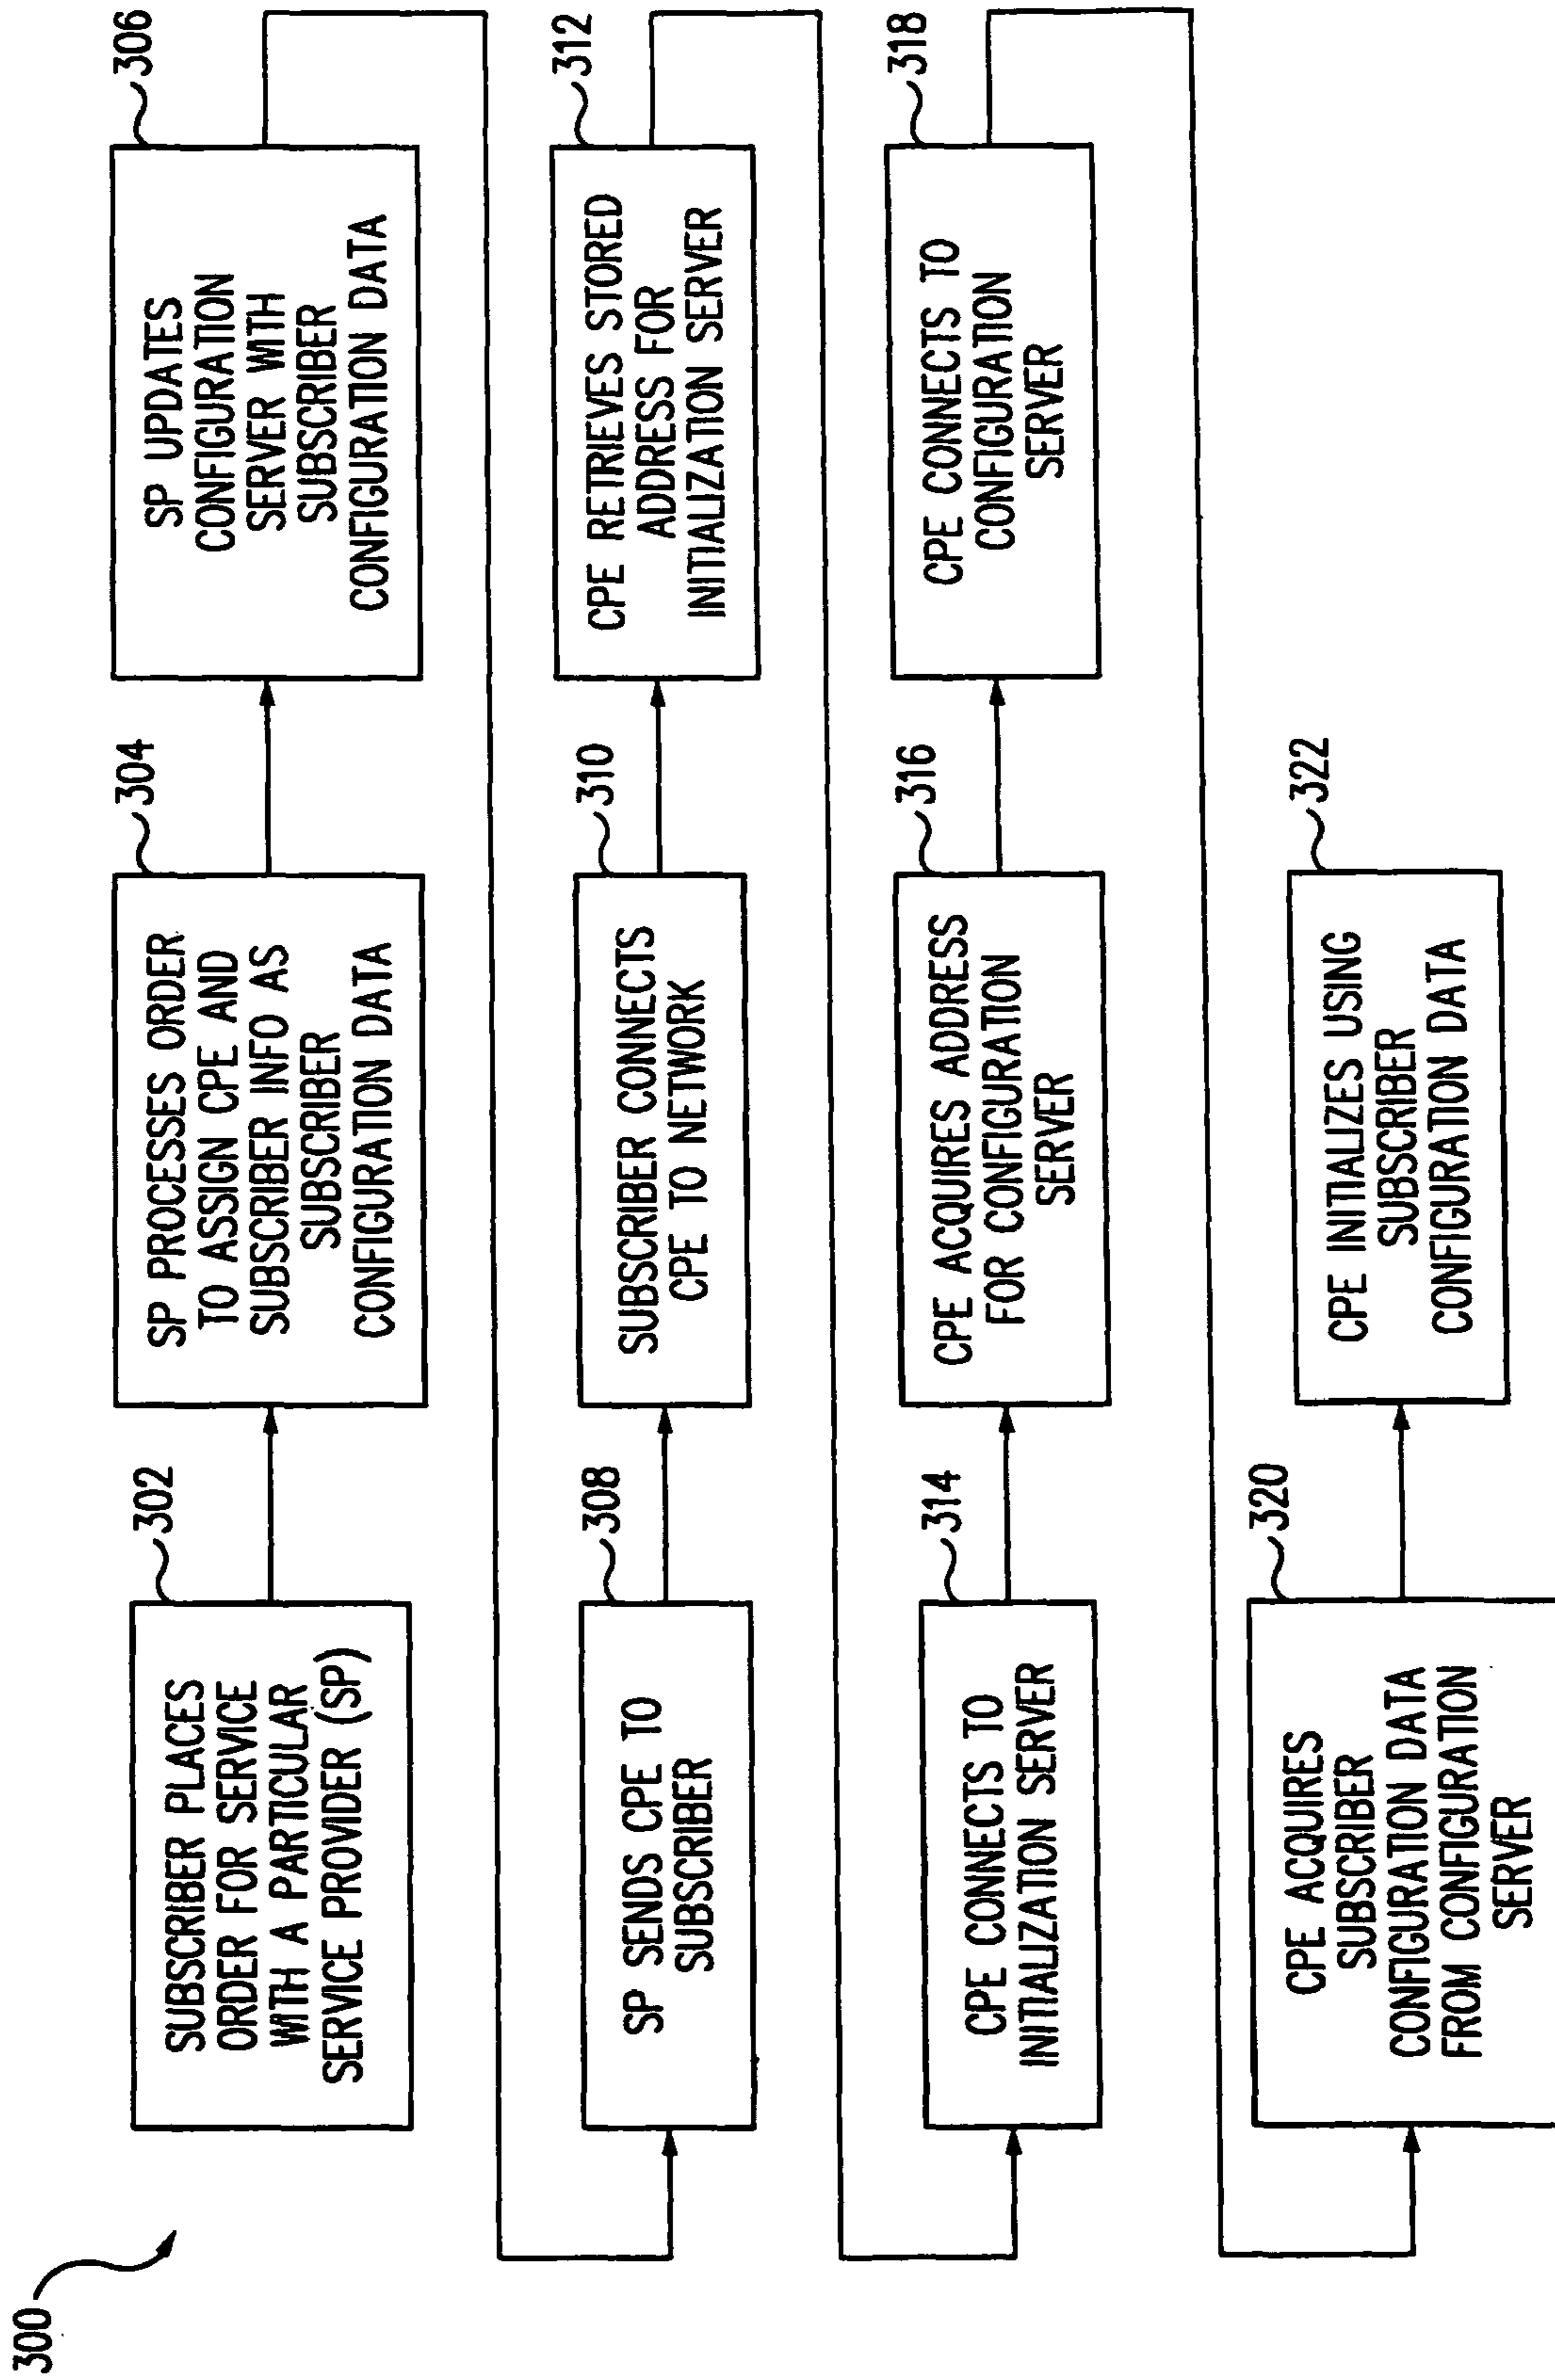 300
302
SUBSCRIBER PLACES
ORDER FOR SERVICE
WITH A PARTICULAR
SERVICE PROVIDER (SP)
304
SP PROCESSES ORDER
TO ASSIGN CPE AND
SUBSCRIBER INFO AS
SUBSCRIBER
CONFIGURATION DATA
306
SP UPDATES
CONFIGURATION
SERVER WITH
SUBSCRIBER
CONFIGURATION DATA
308
SP SENDS CPE TO
SUBSCRIBER
310
SUBSCRIBER CONNECTS
CPE TO NETWORK
312
CPE RETRIEVES STORED
ADDRESS FOR
INITIALIZATION SERVER
314
CPE CONNECTS TO
INITIALIZATION SERVER
316
CPE ACQUIRES ADDRESS
FOR CONFIGURATION
SERVER
318
CPE CONNECTS TO
CONFIGURATION
SERVER
320
CPE ACQUIRES
SUBSCRIBER
CONFIGURATION DATA
FROM CONFIGURATION
SERVER
322
CPE INITIALIZES USING
SUBSCRIBER
CONFIGURATION DATA